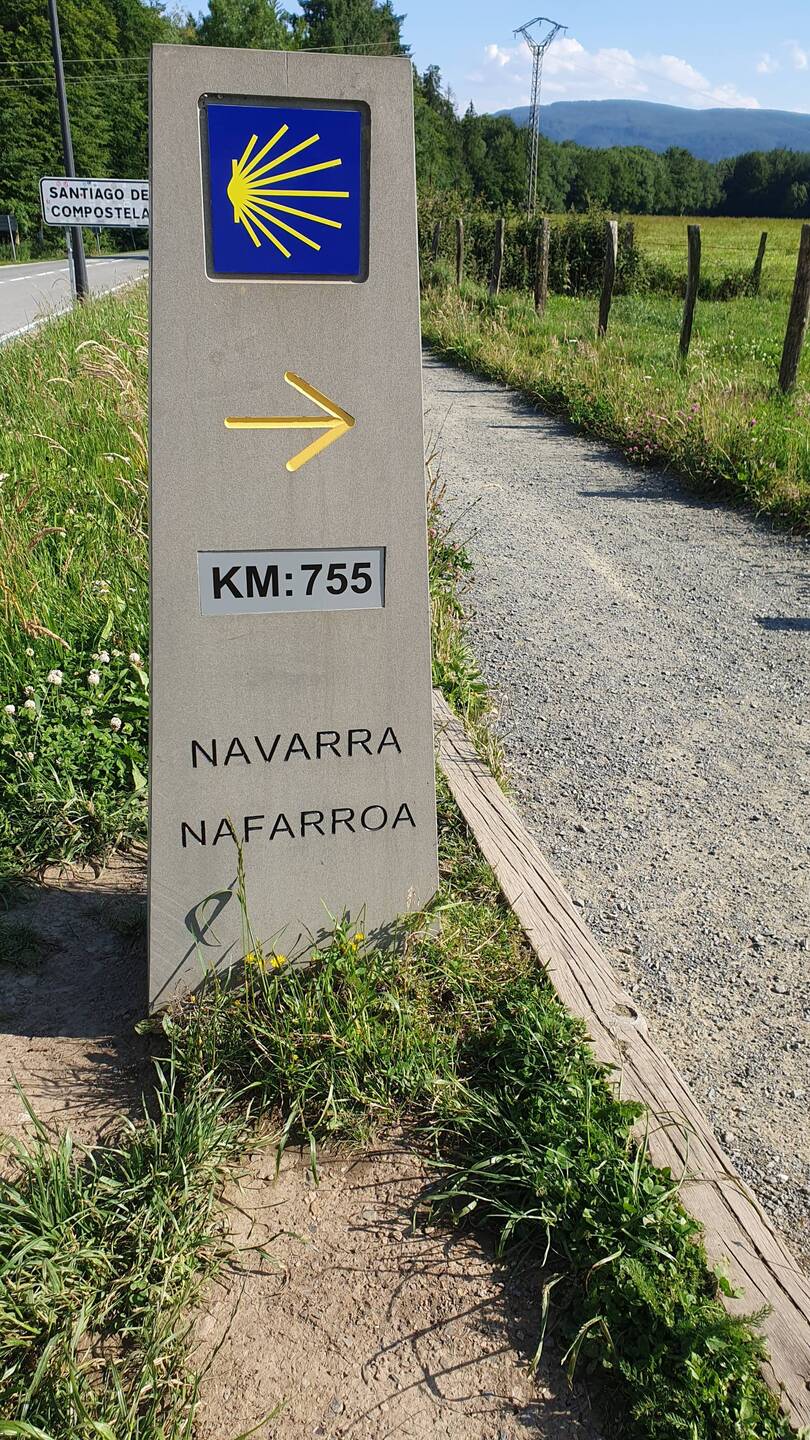 SANTIAGO DE
COMPOSTELA
KM:755
NAVARRA
NAFARROA